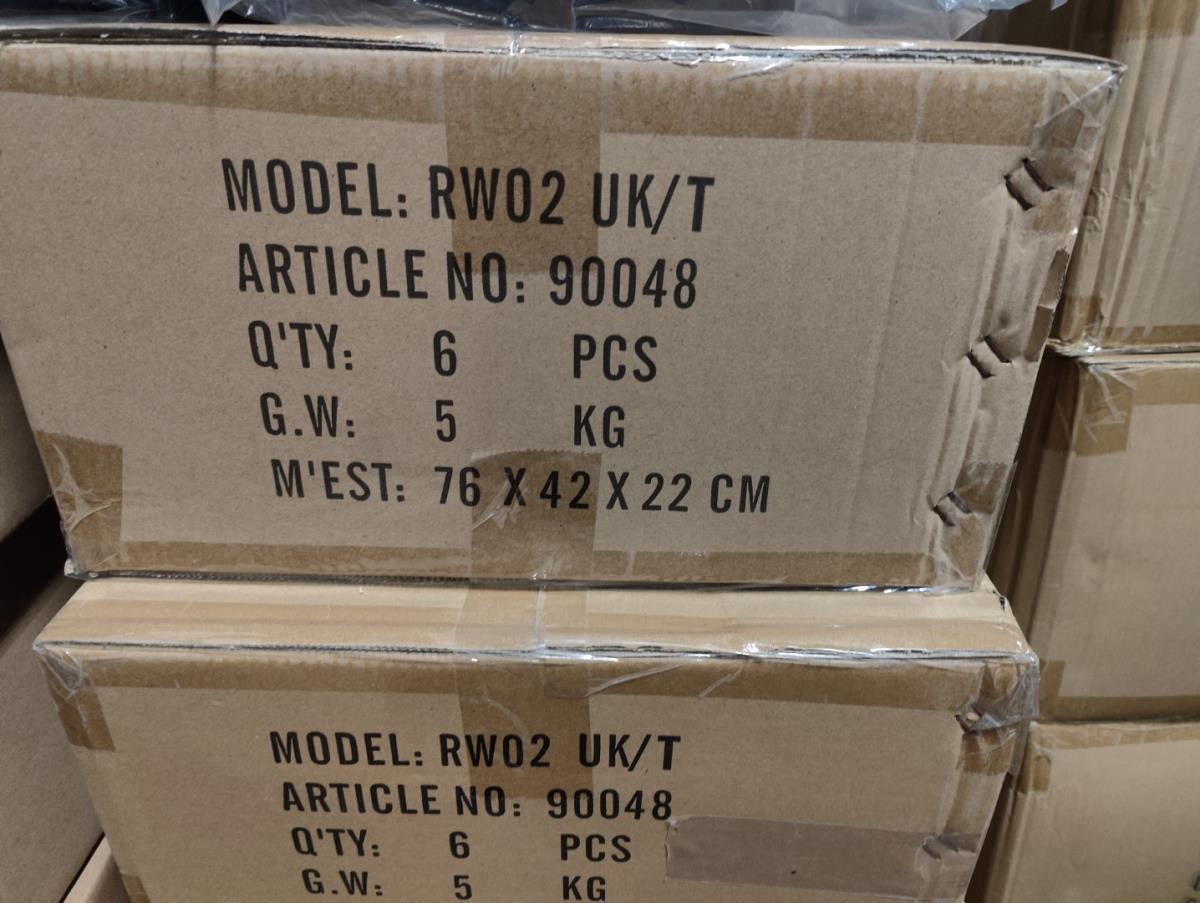 MODEL: RW02 UK/T
ARTICLE NO: 90048
Q'TY: 6 PCS
G.W: 5 KG
M'EST: 76 X 42 X 22 CM
MODEL: RW02 UK/T
ARTICLE NO: 90048
Q'TY: 6 PCS
G.W: 5 KG